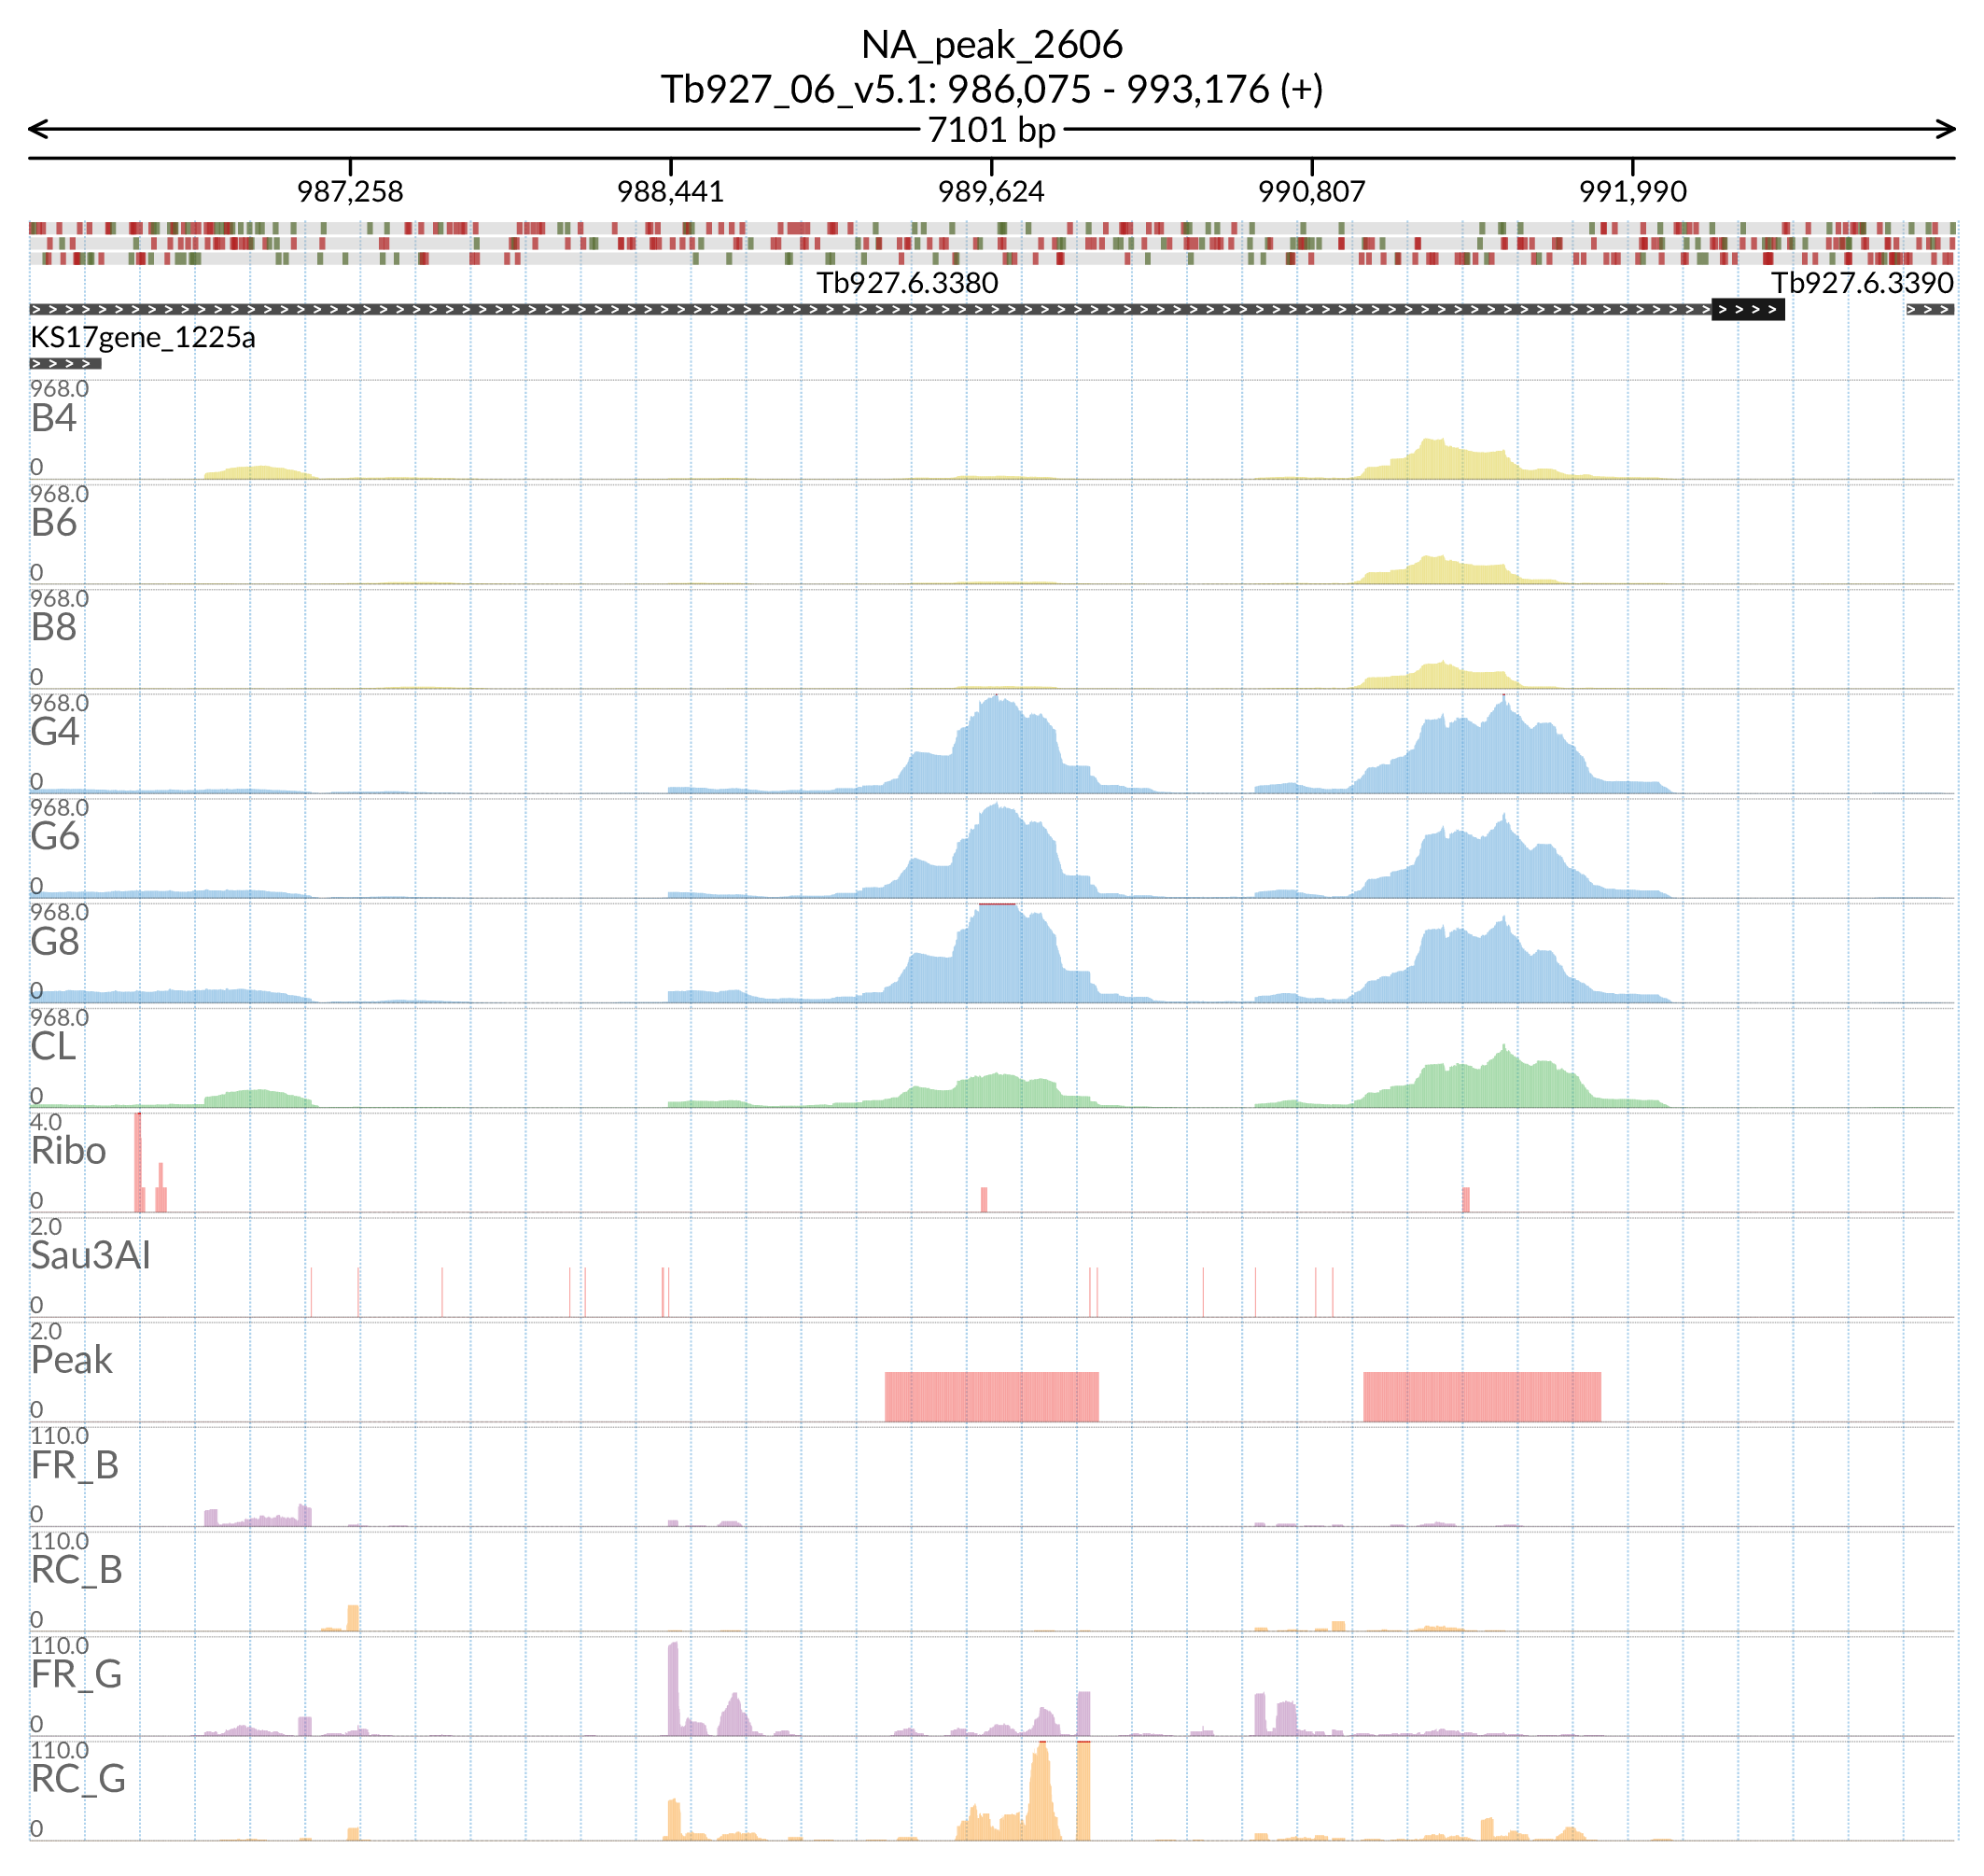 NA_peak_2606
Tb927_06_v5.1: 986,075 - 993,176 (+)
7101 bp
987,258 988,441 989,624 990,807 991,990
Tb927.6.3380 Tb927.6.3390
KS17gene_1225a
968.0
B4
0
968.0
B6
0
968.0
B8
0
968.0
G4
0
968.0
G6
0
968.0
G8
0
968.0
CL
0
4.0
Ribo
0
2.0
Sau3AI
0
2.0
Peak
0
110.0
FR_B
0
110.0
RC_B
0
110.0
FR_G
0
110.0
RC_G
0